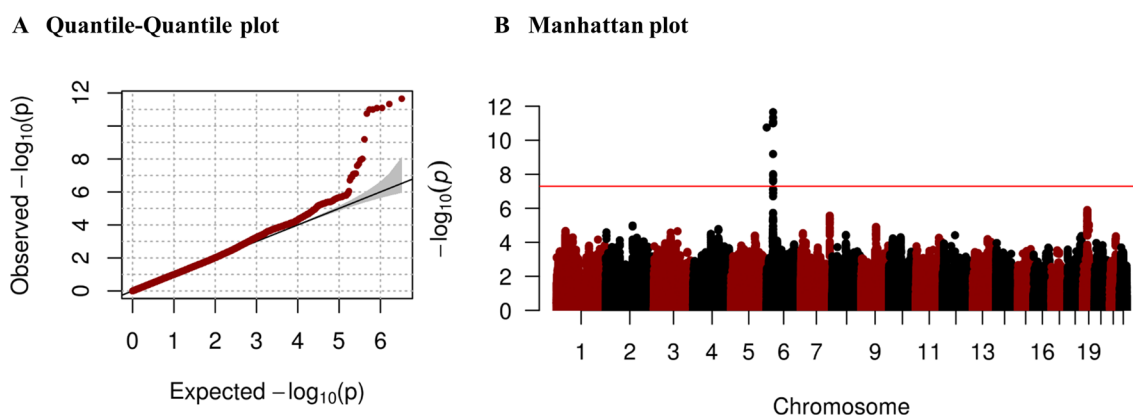 A Quantile-Quantile plot
B Manhattan plot
Observed −log10(p)
0 2 4 6 8 12
0 1 2 3 4 5 6
Expected −log10(p)
−log10(p)
0 2 4 6 8 10 12
1 2 3 4 5 6 7 9 11 13 16 19
Chromosome